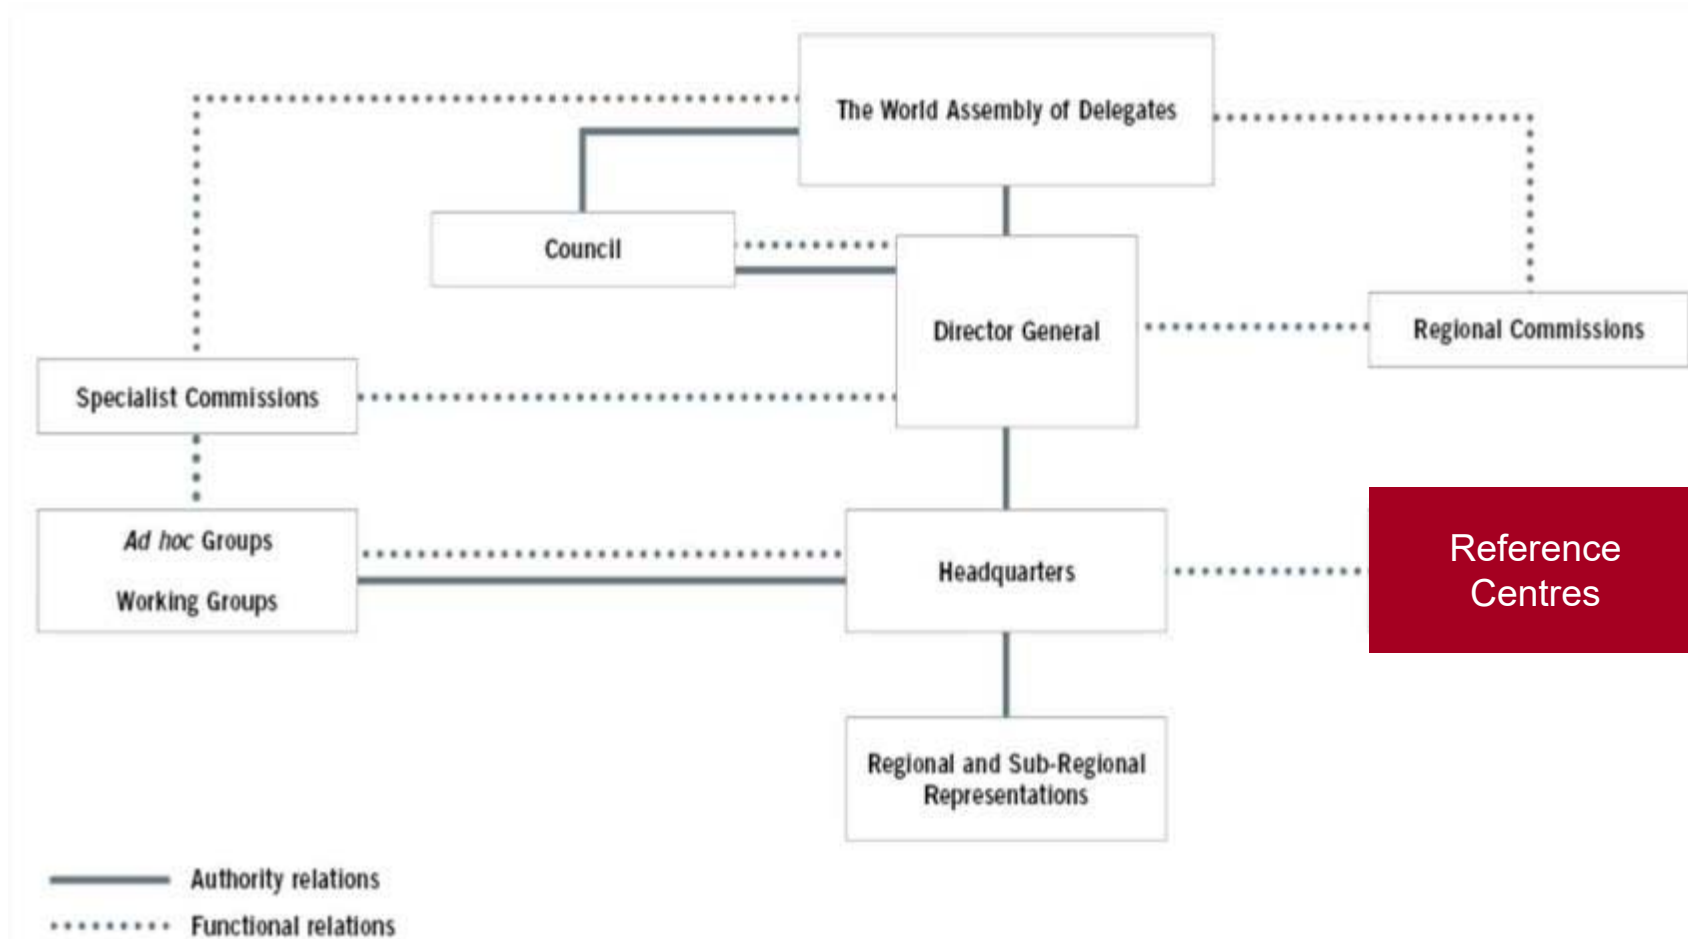 The World Assembly of Delegates
Council
Director General
Regional Commissions
Specialist Commissions
Ad hoc Groups
Working Groups
Headquarters
Reference
Centres
Regional and Sub-Regional
Representations
Authority relations
Functional relations